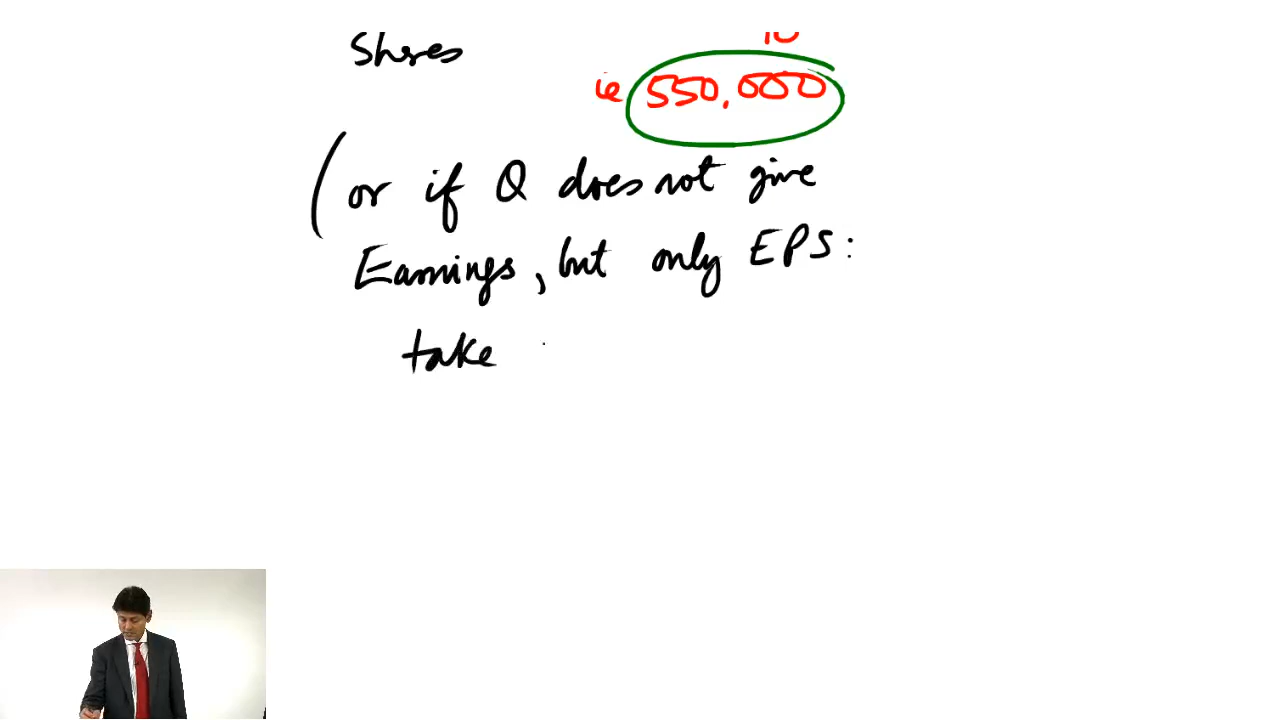 Shares
10
ie 550,000
(or if Q does not give
Earnings, but only EPS:
take